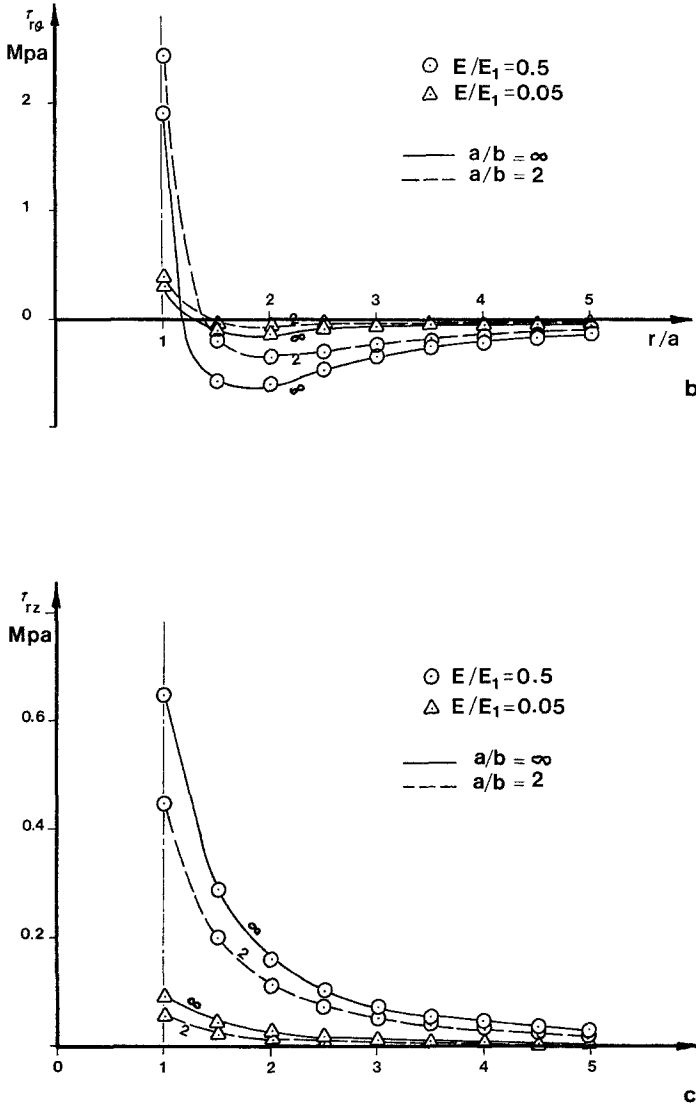 τrθ
Mpa
E/E1=0.5
E/E1=0.05
2
a/b = ∞
a/b = 2
1
1 2 3 4 5
0
2
∞
r/a
2
∞
b
τrz
Mpa
E/E1=0.5
E/E1=0.05
0.6
a/b = ∞
a/b = 2
0.4
∞
2
0.2
∞
2
0 1 2 3 4 5
c